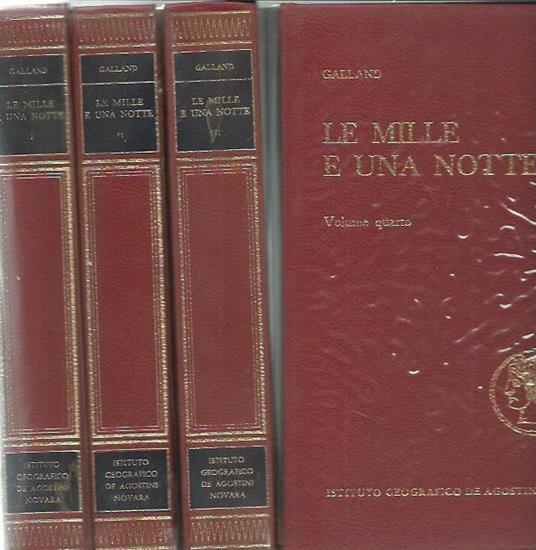 GALLAND
LE MILLE
E UNA NOTTE
I
ISTITUTO
GEOGRAFICO
DE AGOSTINI
NOVARA
GALLAND
LE MILLE
E UNA NOTTE
II
ISTITUTO
GEOGRAFICO
DE AGOSTINI
NOVARA
GALLAND
LE MILLE
E UNA NOTTE
III
ISTITUTO
GEOGRAFICO
DE AGOSTINI
NOVARA
GALLAND
LE MILLE
E UNA NOTTE
Volume quarto
ISTITUTO GEOGRAFICO DE AGOSTIN